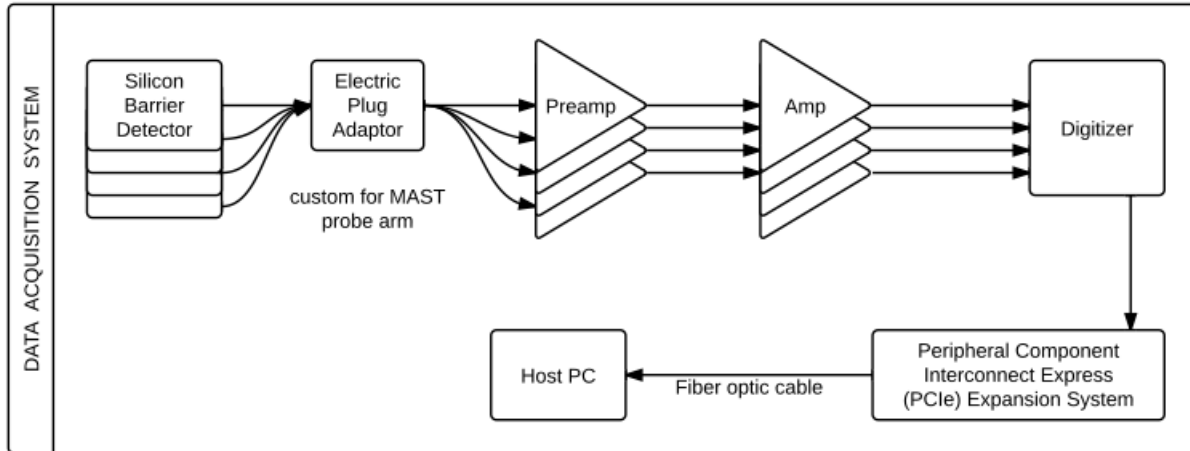 DATA ACQUISITION SYSTEM
Silicon
Barrier
Detector
Electric
Plug
Adaptor
custom for MAST
probe arm
Preamp
Amp
Digitizer
Peripheral Component
Interconnect Express
(PCIe) Expansion System
Fiber optic cable
Host PC